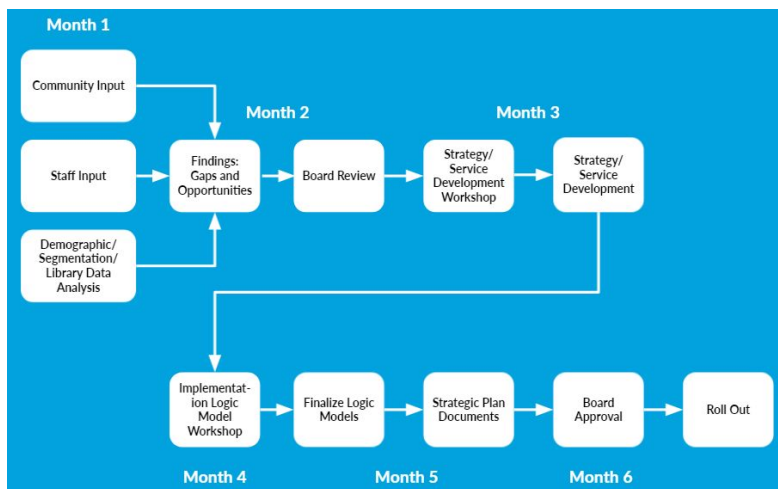 Month 1
Community Input
Month 2
Month 3
Staff Input
Findings:
Gaps and
Opportunities
Board Review
Strategy/
Service
Development
Workshop
Strategy/
Service
Development
Demographic/
Segmentation/
Library Data
Analysis
Implementat-
ion Logic
Model
Workshop
Finalize Logic
Models
Strategic Plan
Documents
Board
Approval
Roll Out
Month 4
Month 5
Month 6